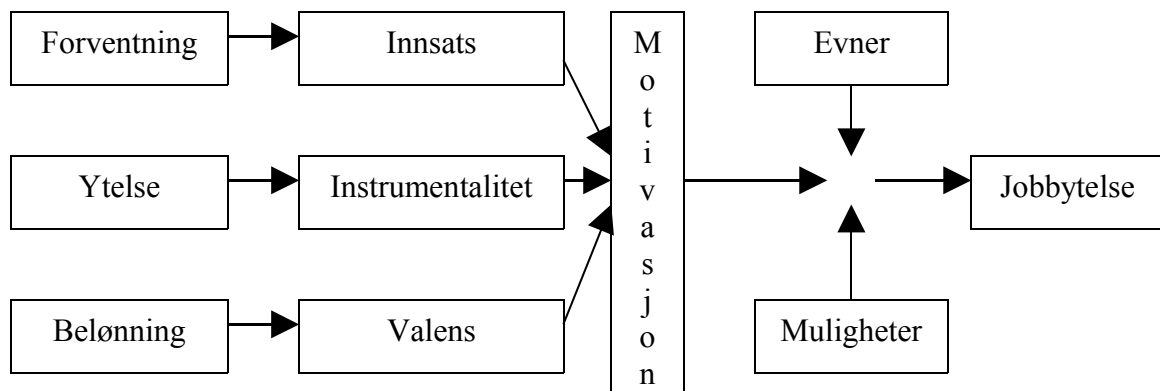 Forventning
Innsats
Motivasjon
Evner
Ytelse
Instrumentalitet
Jobbytelse
Belønning
Valens
Muligheter